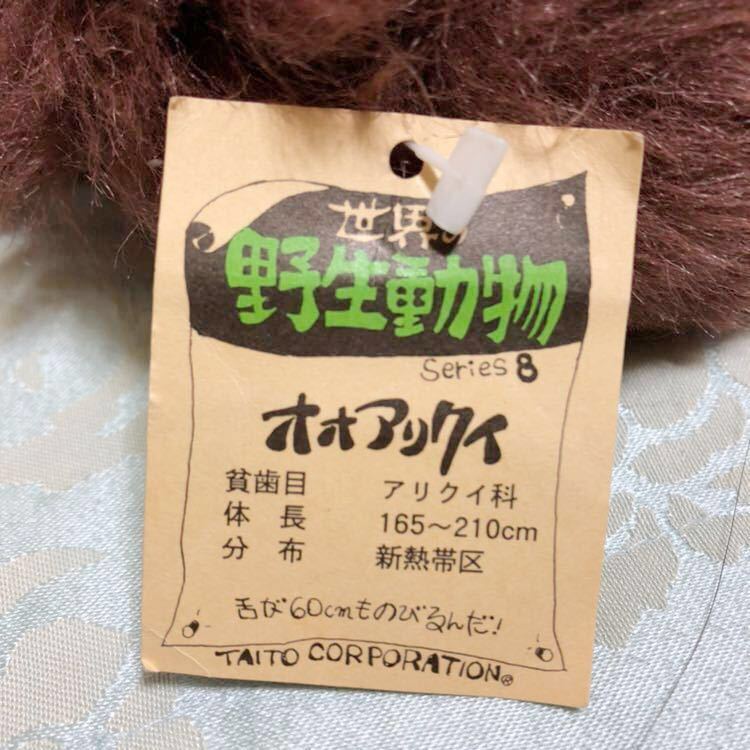 世界の
野生動物
Series 8
オオアリクイ
貧歯目 アリクイ科
体長 165～210cm
分布 新熱帯区
舌が60cmものびるんだ!
TAITO CORPORATION®